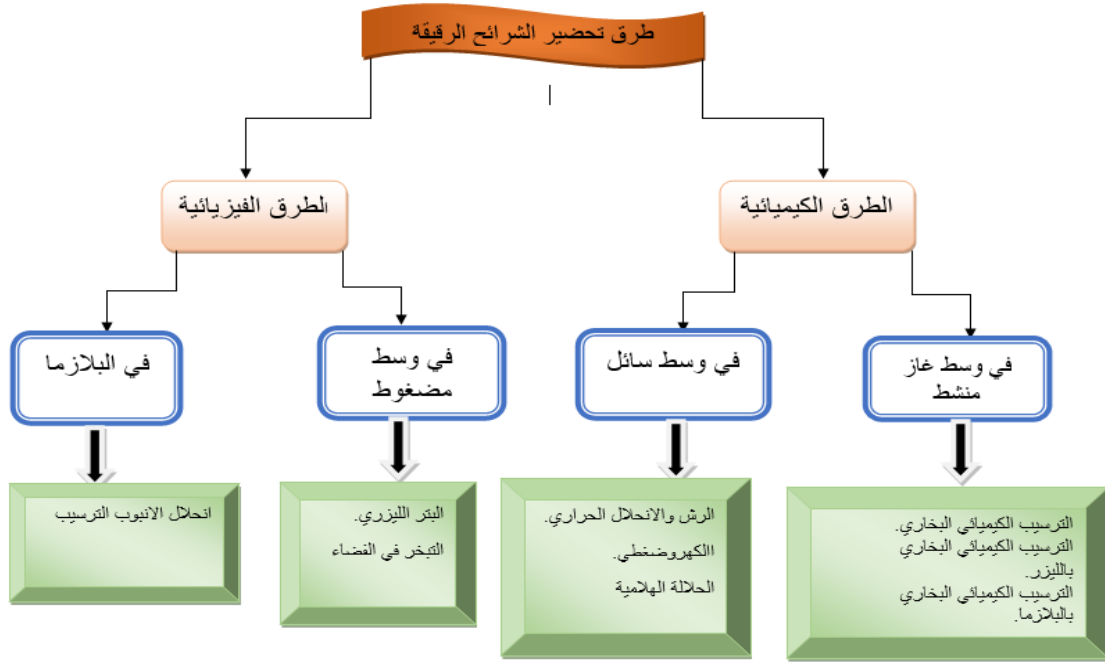 طرق تحضير الشرائح الرقيقة
الطرق الكيميائية
الطرق الفيزيائية
في وسط غاز
منشط
في وسط سائل
في وسط
مضغوط
في البلازما
الترسيب الكيميائي البخاري.
الترسيب الكيميائي البخاري
بالليزر.
الترسيب الكيميائي البخاري
بالبلازما.
الرش والانحلال الحراري.
االكهروضغطي.
الحلالة الهلامية
البتر الليزري.
التبخر في الفضاء
انحلال الانبوب الترسيب